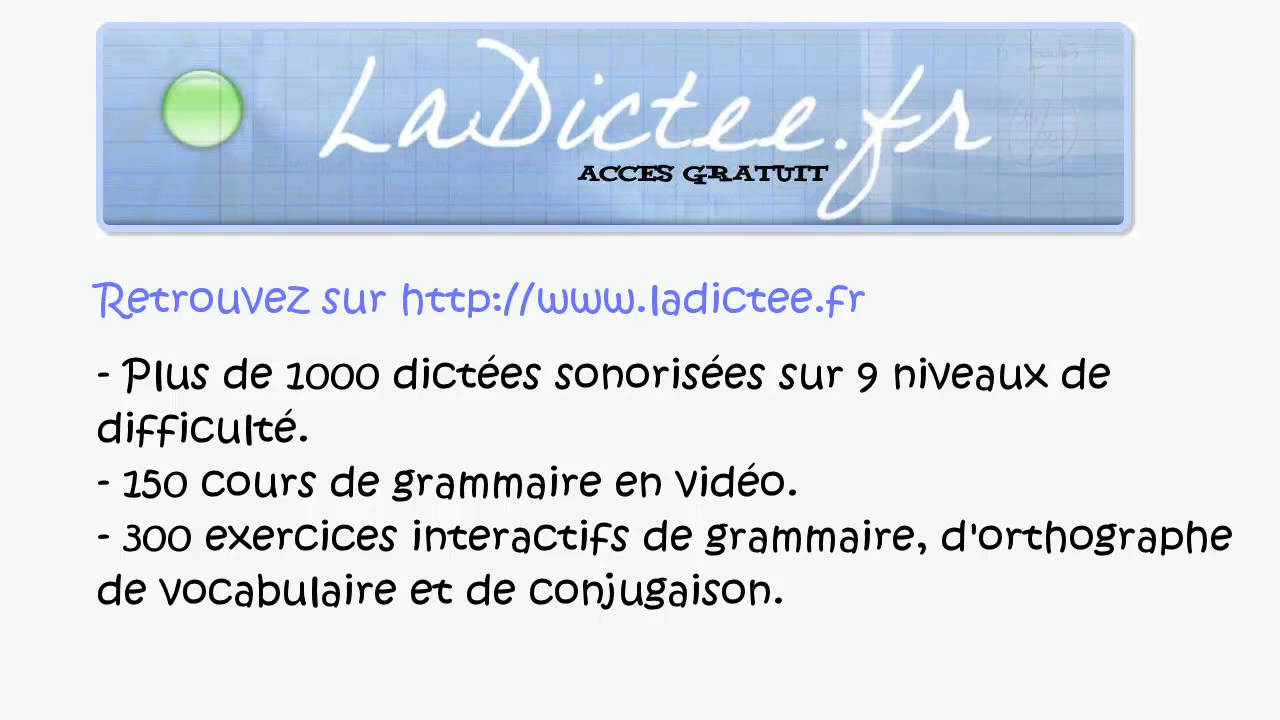 LaDictee.fr
ACCES GRATUIT
Retrouvez sur http://www.ladictee.fr
- Plus de 1000 dictées sonorisées sur 9 niveaux de
difficulté.
- 150 cours de grammaire en vidéo.
- 300 exercices interactifs de grammaire, d'orthographe
de vocabulaire et de conjugaison.